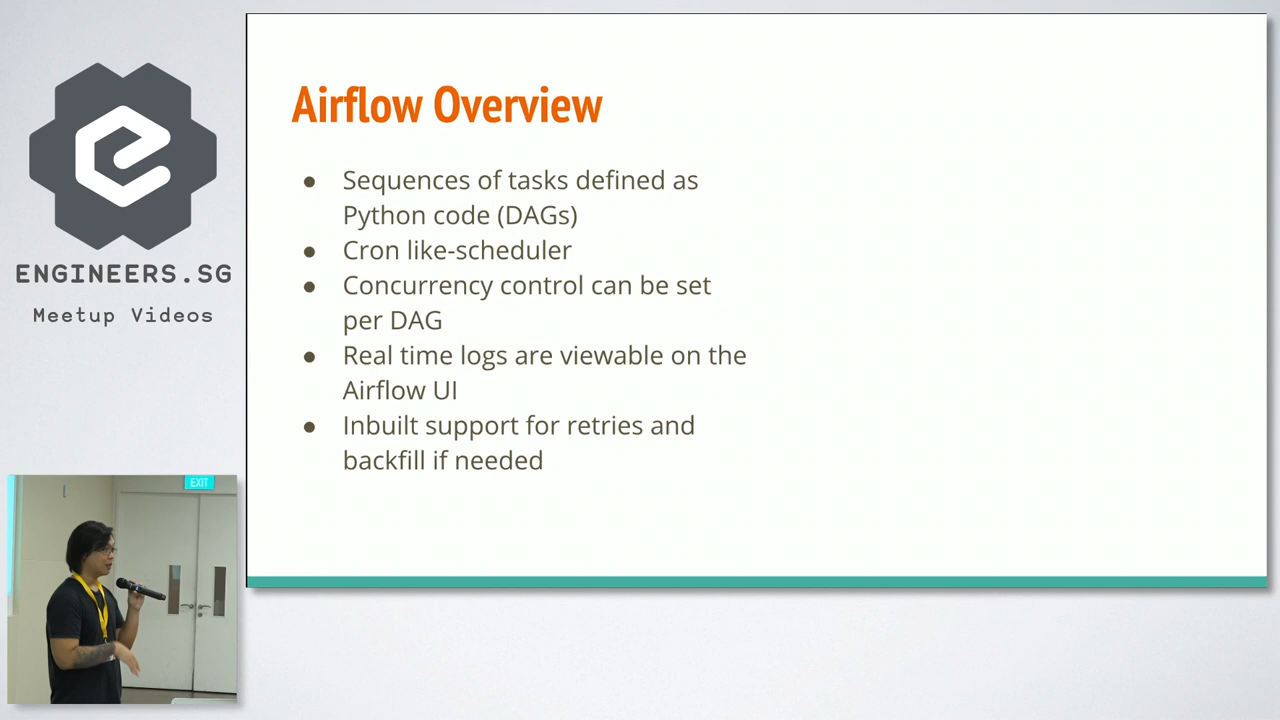 Airflow Overview
● Sequences of tasks defined as
Python code (DAGs)
● Cron like-scheduler
● Concurrency control can be set
per DAG
● Real time logs are viewable on the
Airflow UI
● Inbuilt support for retries and
backfill if needed
ENGINEERS.SG
Meetup Videos
EXIT